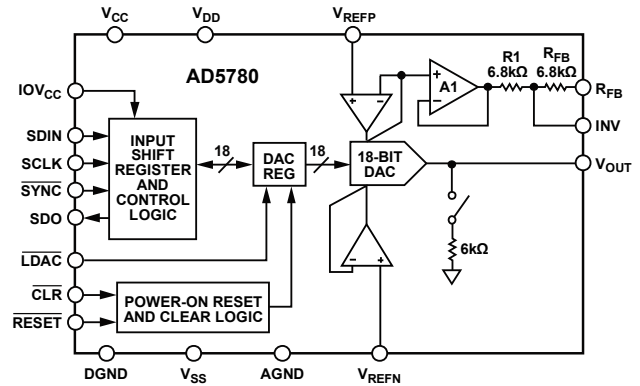 VCC VDD VREFP
AD5780
R1 RFB
6.8kΩ 6.8kΩ
A1
IOVCC
RFB
INV
SDIN
SCLK
SYNC
SDO
INPUT
SHIFT
REGISTER
AND
CONTROL
LOGIC
18
DAC
REG
18
18-BIT
DAC
VOUT
6kΩ
LDAC
CLR
RESET
POWER-ON RESET
AND CLEAR LOGIC
DGND VSS AGND VREFN